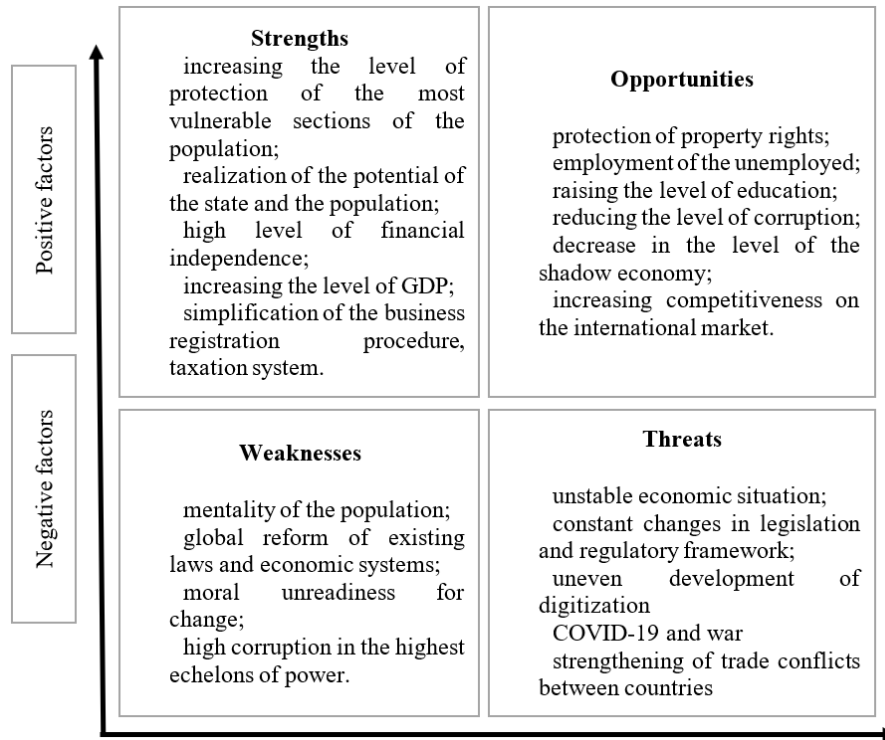 Positive factors
Strengths
increasing the level of
protection of the most
vulnerable sections of the
population;
realization of the potential of
the state and the population;
high level of financial
independence;
increasing the level of GDP;
simplification of the business
registration procedure,
taxation system.
Opportunities
protection of property rights;
employment of the unemployed;
raising the level of education;
reducing the level of corruption;
decrease in the level of the
shadow economy;
increasing competitiveness on
the international market.
Negative factors
Weaknesses
mentality of the population;
global reform of existing
laws and economic systems;
moral unreadiness for
change;
high corruption in the highest
echelons of power.
Threats
unstable economic situation;
constant changes in legislation
and regulatory framework;
uneven development of
digitization
COVID-19 and war
strengthening of trade conflicts
between countries